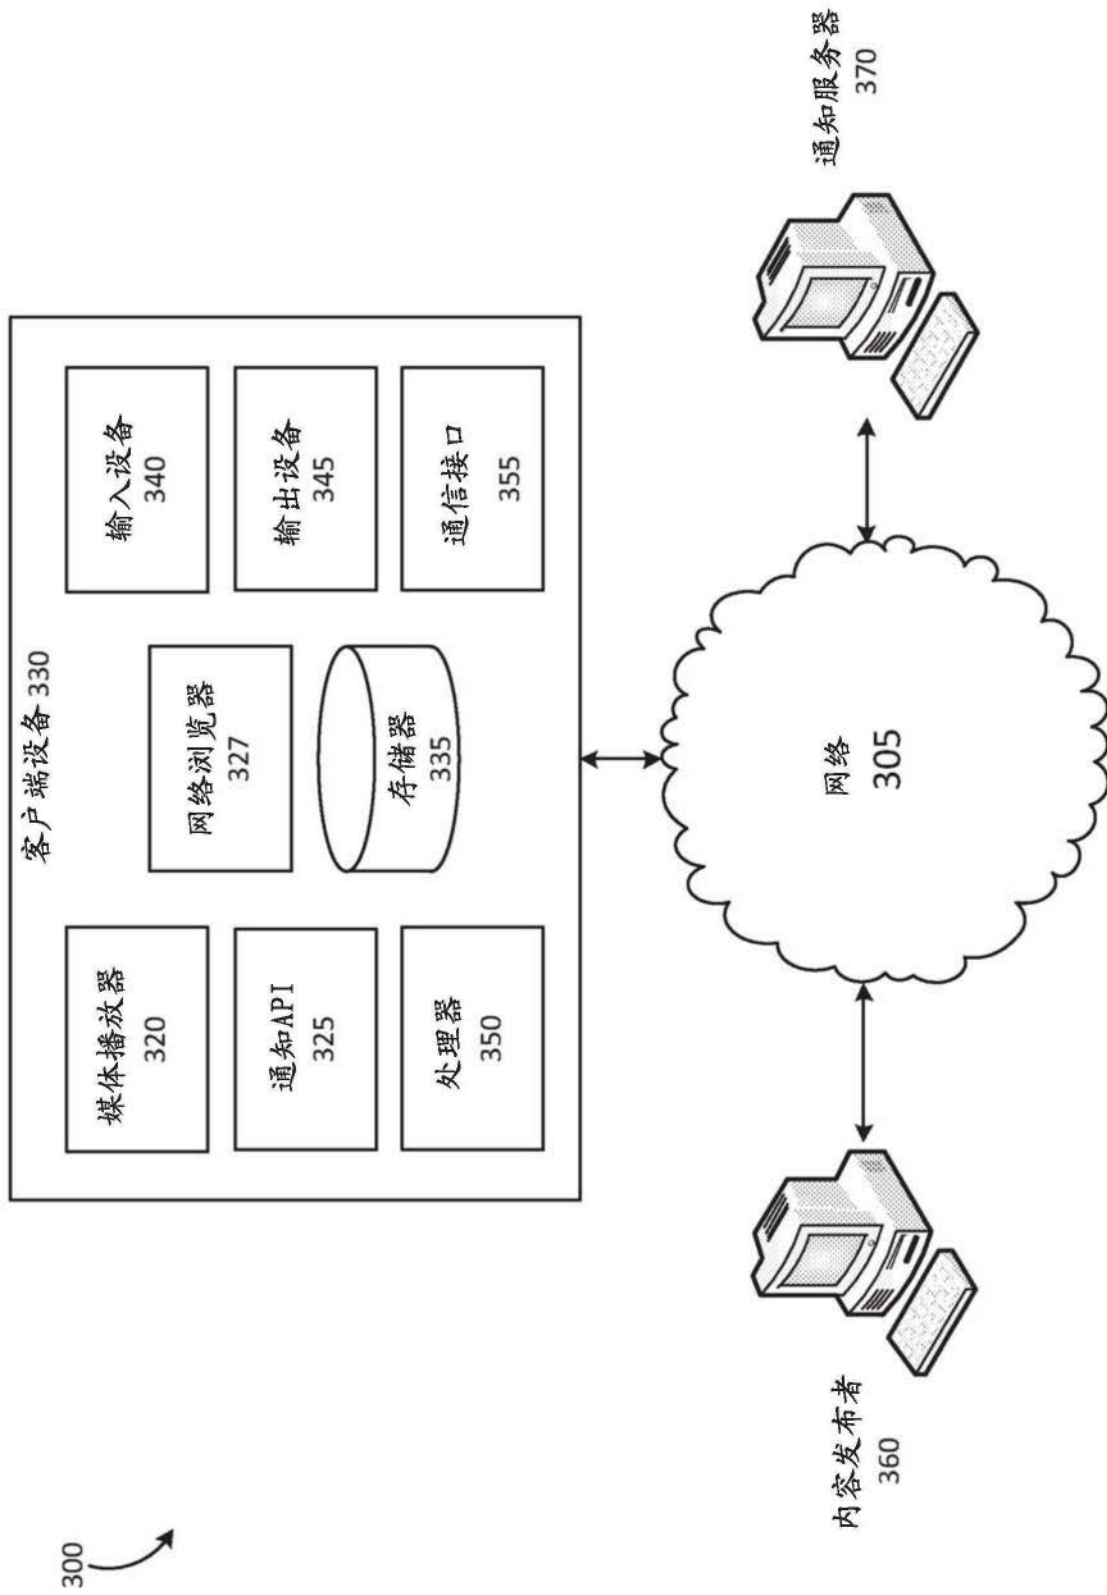 300
客户端设备 330
媒体播放器
320
网络浏览器
327
输入设备
340
通知API
325
存储器
335
输出设备
345
处理器
350
通信接口
355
网络
305
内容发布者
360
通知服务器
370